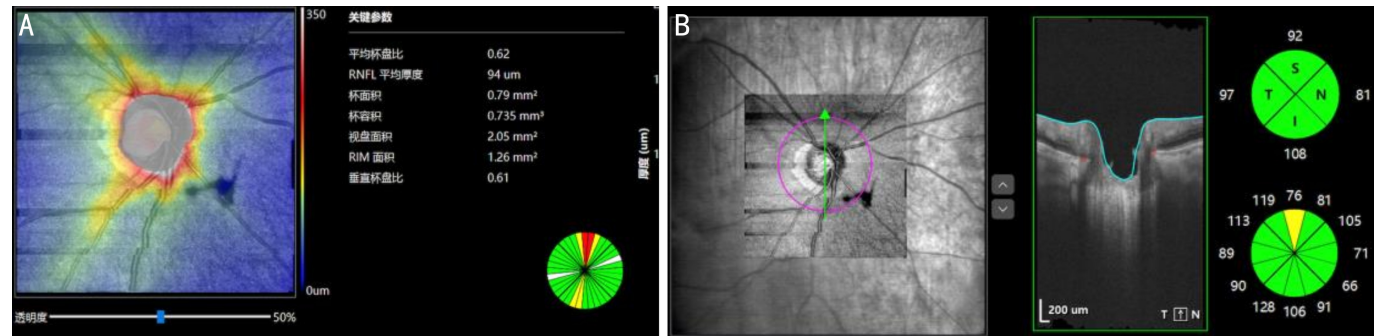 A
350
0um
透明度
50%
关键参数
平均杯盘比 0.62
RNFL 平均厚度 94 um
杯面积 0.79 mm²
杯容积 0.735 mm³
视盘面积 2.05 mm²
RIM 面积 1.26 mm²
垂直杯盘比 0.61
厚度 (um)
B
200 um
T ↑ N
92
S
97 T N 81
I
108
76
119 81
113 105
89 71
90 66
128 91
106